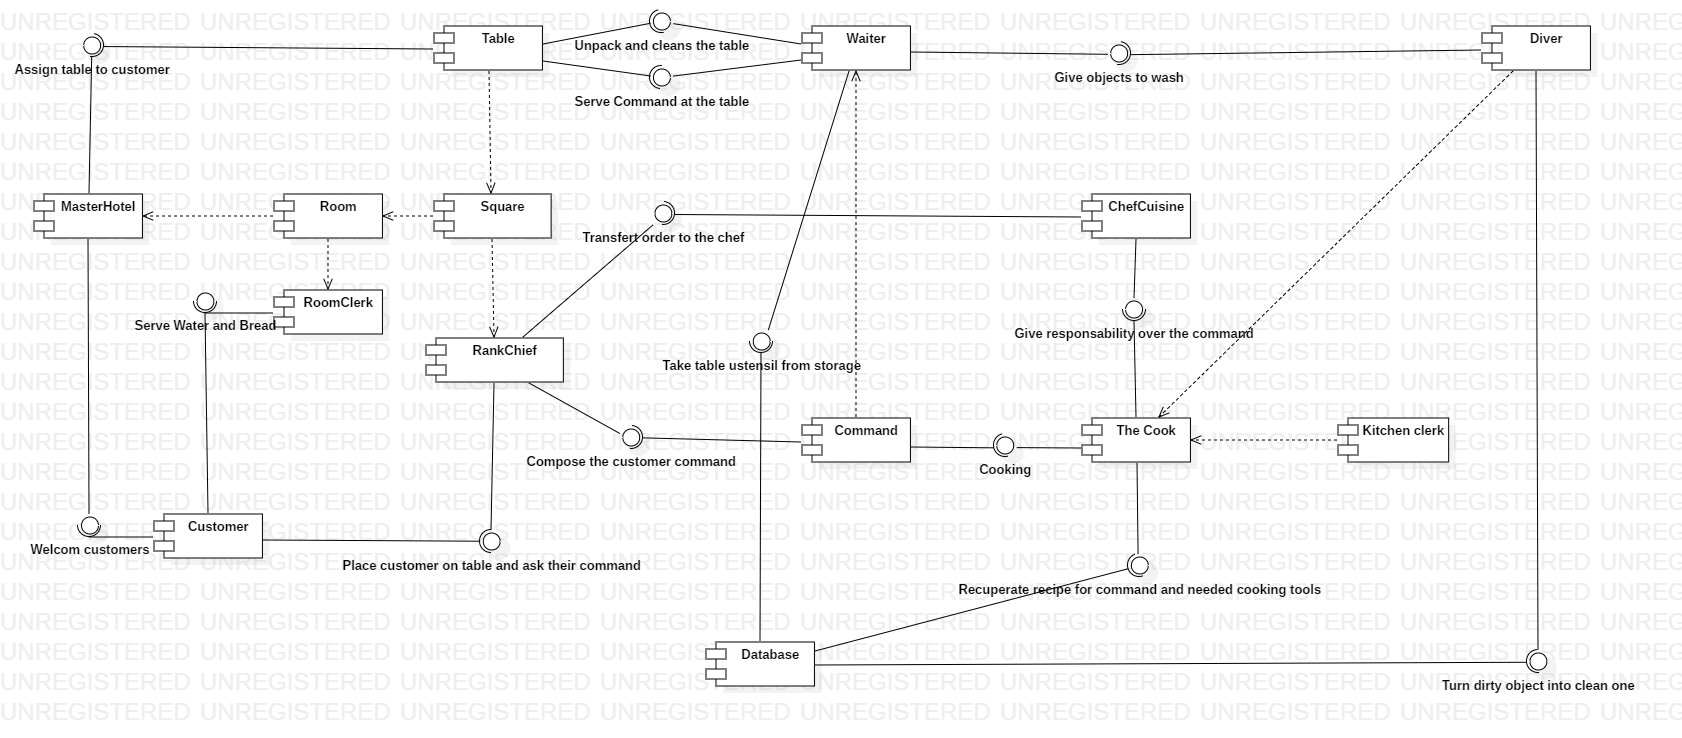 Table
Unpack and cleans the table
Waiter
Diver
Assign table to customer
Serve Command at the table
Give objects to wash
MasterHotel
Room
Square
Transfert order to the chef
ChefCuisine
RoomClerk
Serve Water and Bread
Give responsability over the command
RankChief
Take table ustensil from storage
Command
The Cook
Kitchen clerk
Compose the customer command
Cooking
Customer
Welcom customers
Place customer on table and ask their command
Recuperate recipe for command and needed cooking tools
Database
Turn dirty object into clean one
UNREGISTERED